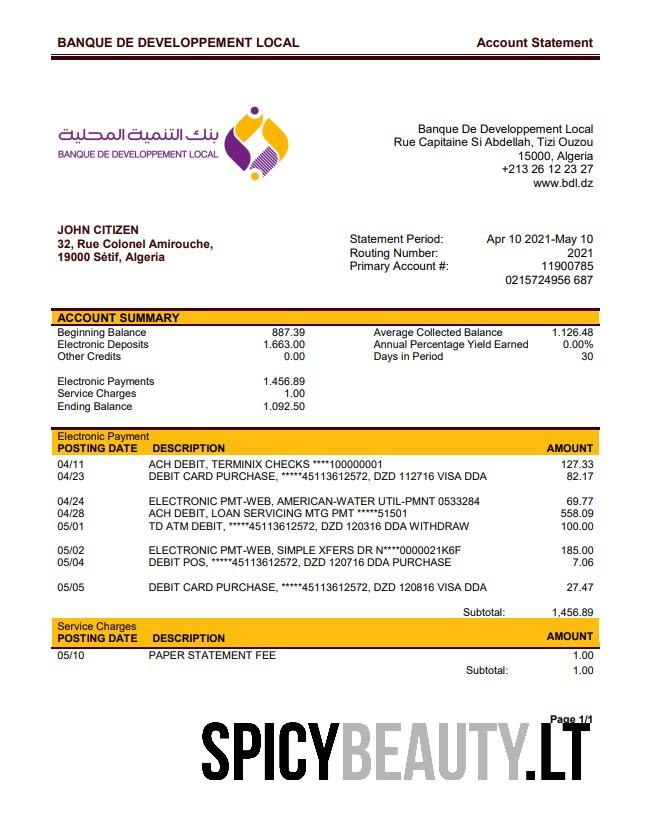 BANQUE DE DEVELOPPEMENT LOCAL Account Statement
بنك التنمية المحلية
BANQUE DE DEVELOPPEMENT LOCAL
Banque De Developpement Local
Rue Capitaine Si Abdellah, Tizi Ouzou
15000, Algeria
+213 26 12 23 27
www.bdl.dz
JOHN CITIZEN
32, Rue Colonel Amirouche,
19000 Sétif, Algeria
Statement Period: Apr 10 2021-May 10
Routing Number: 2021
Primary Account #: 11900785
0215724956 687
ACCOUNT SUMMARY
Beginning Balance 887.39 Average Collected Balance 1.126.48
Electronic Deposits 1.663.00 Annual Percentage Yield Earned 0.00%
Other Credits 0.00 Days in Period 30
Electronic Payments 1.456.89
Service Charges 1.00
Ending Balance 1.092.50
Electronic Payment
POSTING DATE DESCRIPTION AMOUNT
04/11 ACH DEBIT, TERMINIX CHECKS ****100000001 127.33
04/23 DEBIT CARD PURCHASE, *****45113612572, DZD 112716 VISA DDA 82.17
04/24 ELECTRONIC PMT-WEB, AMERICAN-WATER UTIL-PMNT 0533284 69.77
04/28 ACH DEBIT, LOAN SERVICING MTG PMT *****51501 558.09
05/01 TD ATM DEBIT, *****45113612572, DZD 120316 DDA WITHDRAW 100.00
05/02 ELECTRONIC PMT-WEB, SIMPLE XFERS DR N****0000021K6F 185.00
05/04 DEBIT POS, *****45113612572, DZD 120716 DDA PURCHASE 7.06
05/05 DEBIT CARD PURCHASE, *****45113612572, DZD 120816 VISA DDA 27.47
Subtotal: 1,456.89
Service Charges
POSTING DATE DESCRIPTION AMOUNT
05/10 PAPER STATEMENT FEE 1.00
Subtotal: 1.00
Page 1/1
SPICYBEAUTY.LT